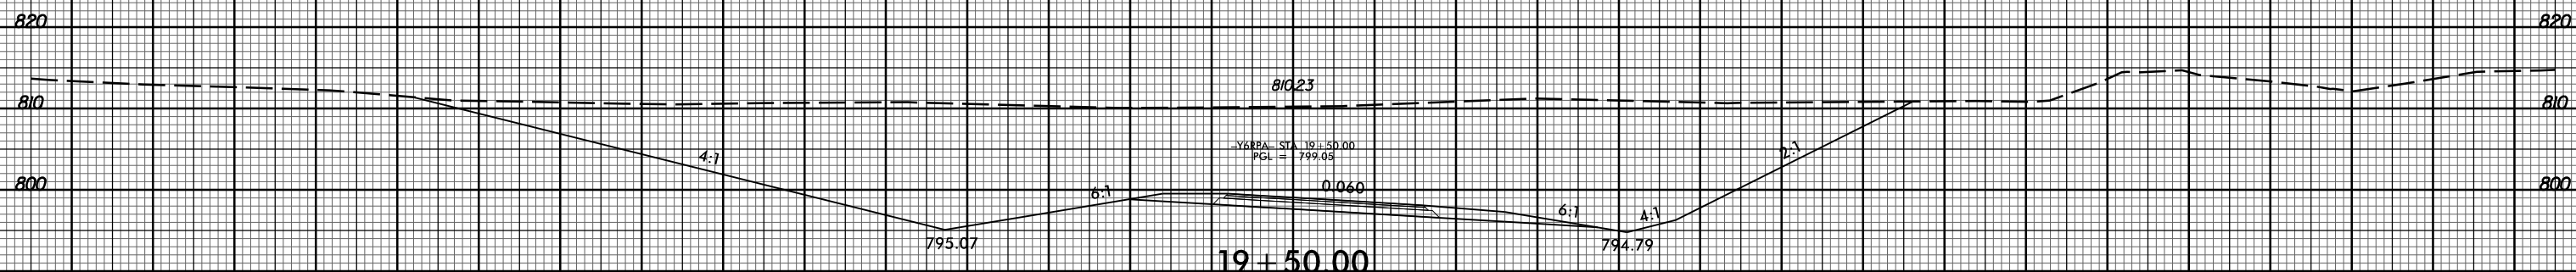 820 820
810.23
810 810
-Y6RPA- STA 19+50.00
PGL = 799.05
4:1 2:1
800 0.060 800
6:1
6:1 4:1
795.07 794.79
19+50.00